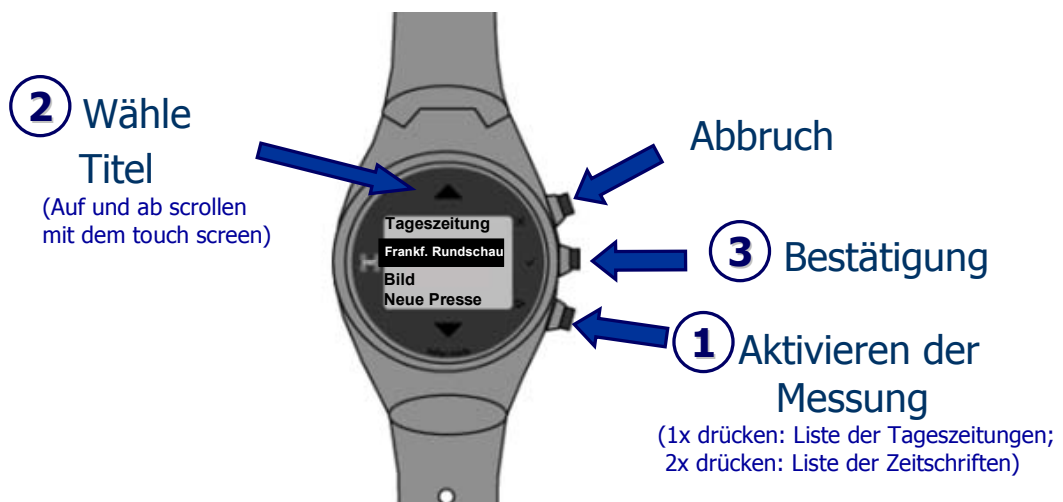 2 Wähle
Titel
(Auf und ab scrollen
mit dem touch screen)
Tageszeitung
Frankf. Rundschau
Bild
Neue Presse
Abbruch
3 Bestätigung
1 Aktivieren der
Messung
(1x drücken: Liste der Tageszeitungen;
2x drücken: Liste der Zeitschriften)